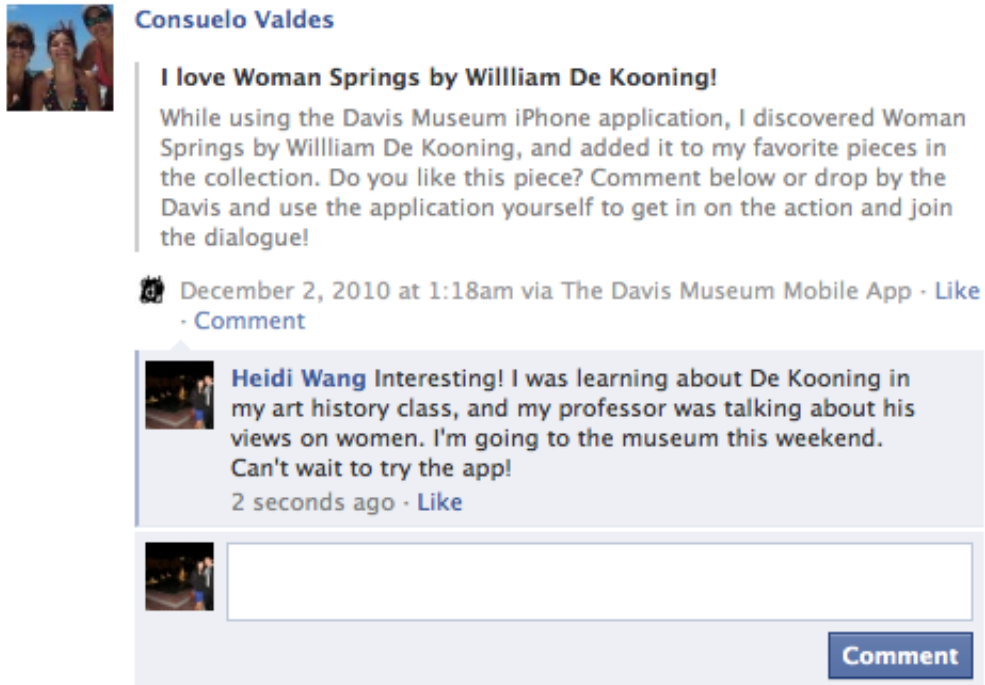 Consuelo Valdes
I love Woman Springs by Willliam De Kooning!
While using the Davis Museum iPhone application, I discovered Woman
Springs by Willliam De Kooning, and added it to my favorite pieces in
the collection. Do you like this piece? Comment below or drop by the
Davis and use the application yourself to get in on the action and join
the dialogue!
December 2, 2010 at 1:18am via The Davis Museum Mobile App · Like
· Comment
Heidi Wang Interesting! I was learning about De Kooning in
my art history class, and my professor was talking about his
views on women. I'm going to the museum this weekend.
Can't wait to try the app!
2 seconds ago · Like
Comment